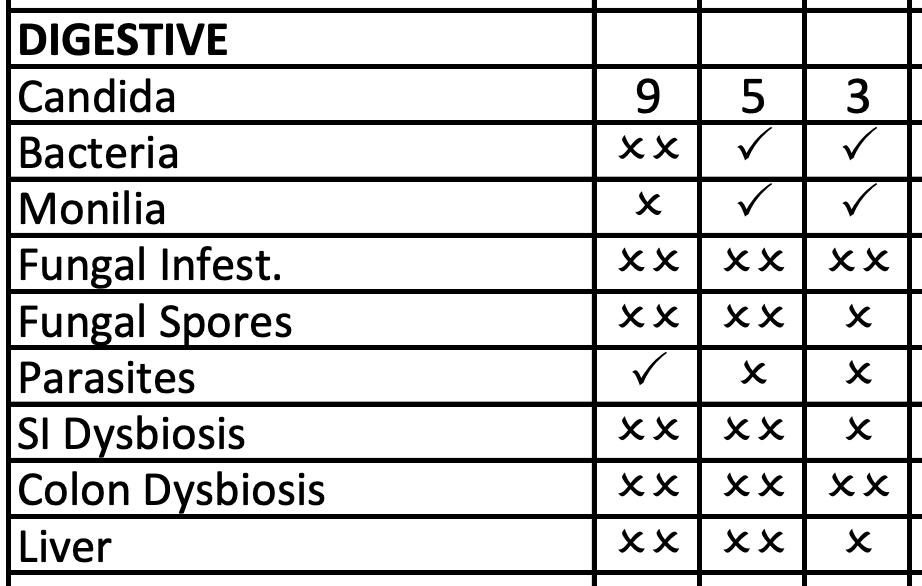 DIGESTIVE
Candida 9 5 3
Bacteria ×× ✓ ✓
Monilia × ✓ ✓
Fungal Infest. ×× ×× ××
Fungal Spores ×× ×× ×
Parasites ✓ × ×
SI Dysbiosis ×× ×× ×
Colon Dysbiosis ×× ×× ××
Liver ×× ×× ×